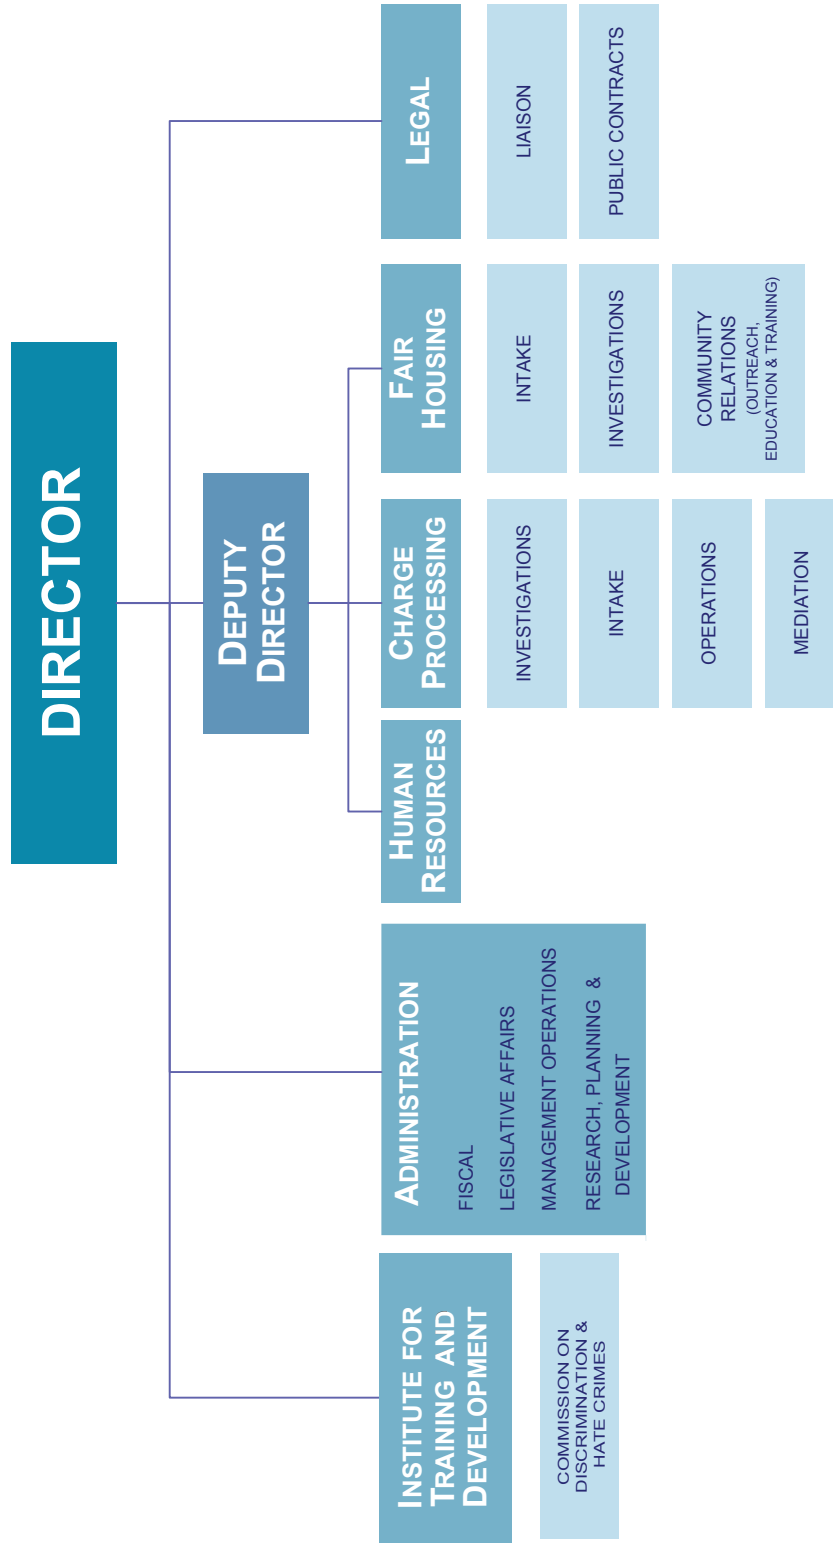 DIRECTOR
DEPUTY
DIRECTOR
INSTITUTE FOR
TRAINING AND
DEVELOPMENT
COMMISSION ON
DISCRIMINATION &
HATE CRIMES
ADMINISTRATION
FISCAL
LEGISLATIVE AFFAIRS
MANAGEMENT OPERATIONS
RESEARCH, PLANNING &
DEVELOPMENT
HUMAN
RESOURCES
CHARGE
PROCESSING
INVESTIGATIONS
INTAKE
OPERATIONS
MEDIATION
FAIR
HOUSING
INTAKE
INVESTIGATIONS
COMMUNITY
RELATIONS
(OUTREACH,
EDUCATION & TRAINING)
LEGAL
LIAISON
PUBLIC CONTRACTS